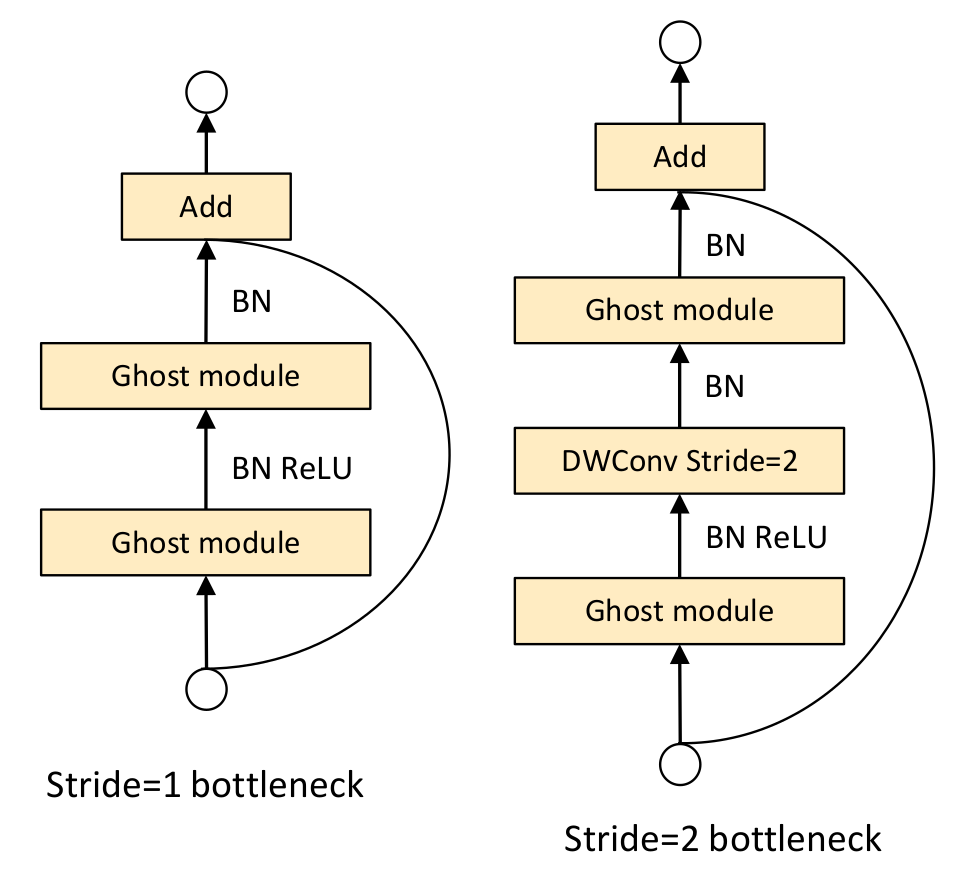 Add
BN
Ghost module
BN ReLU
Ghost module
Stride=1 bottleneck
Add
BN
Ghost module
BN
DWConv Stride=2
BN ReLU
Ghost module
Stride=2 bottleneck